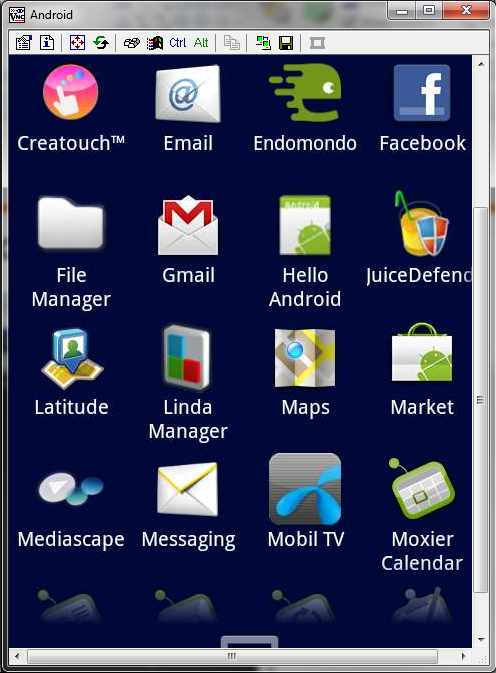 Android
Ctrl Alt
Creatouch™ Email Endomondo Facebook
File Manager Gmail Hello Android JuiceDefend
Latitude Linda Manager Maps Market
Mediascape Messaging Mobil TV Moxier Calendar